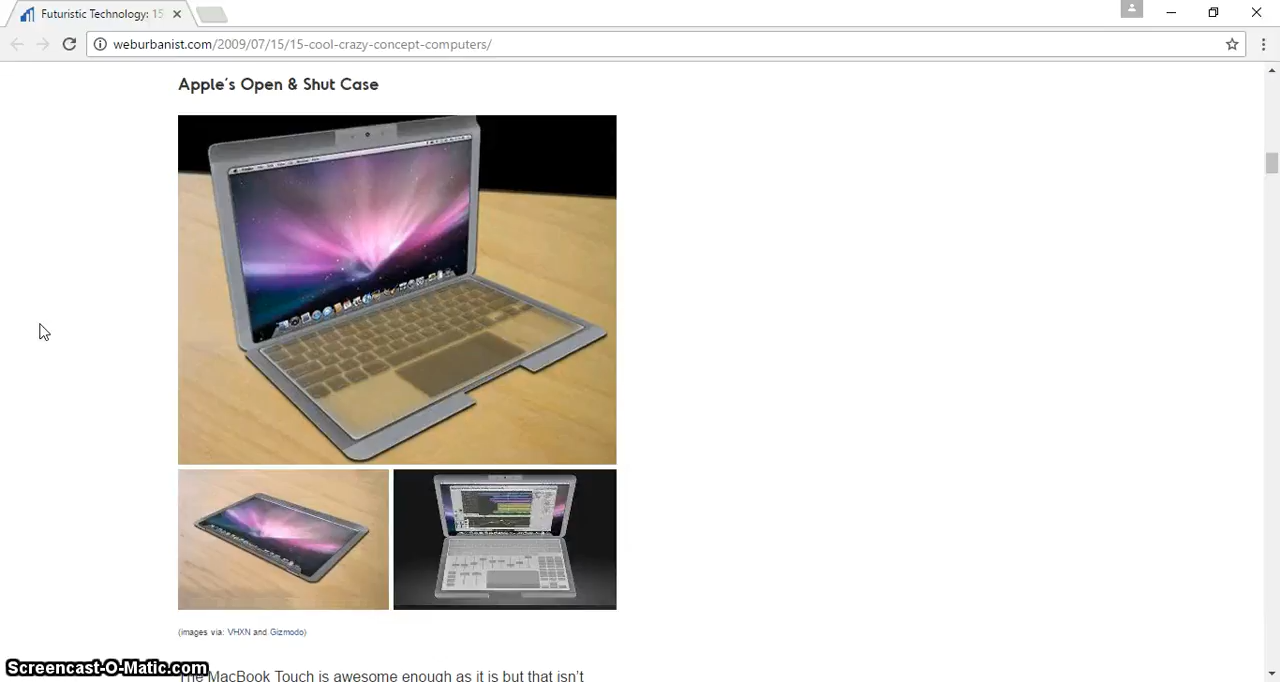 Futuristic Technology: 15
weburbanist.com/2009/07/15/15-cool-crazy-concept-computers/
Apple's Open & Shut Case
(images via: VHXN and Gizmodo)
The MacBook Touch is awesome enough as it is but that isn't
Screencast-O-Matic.com